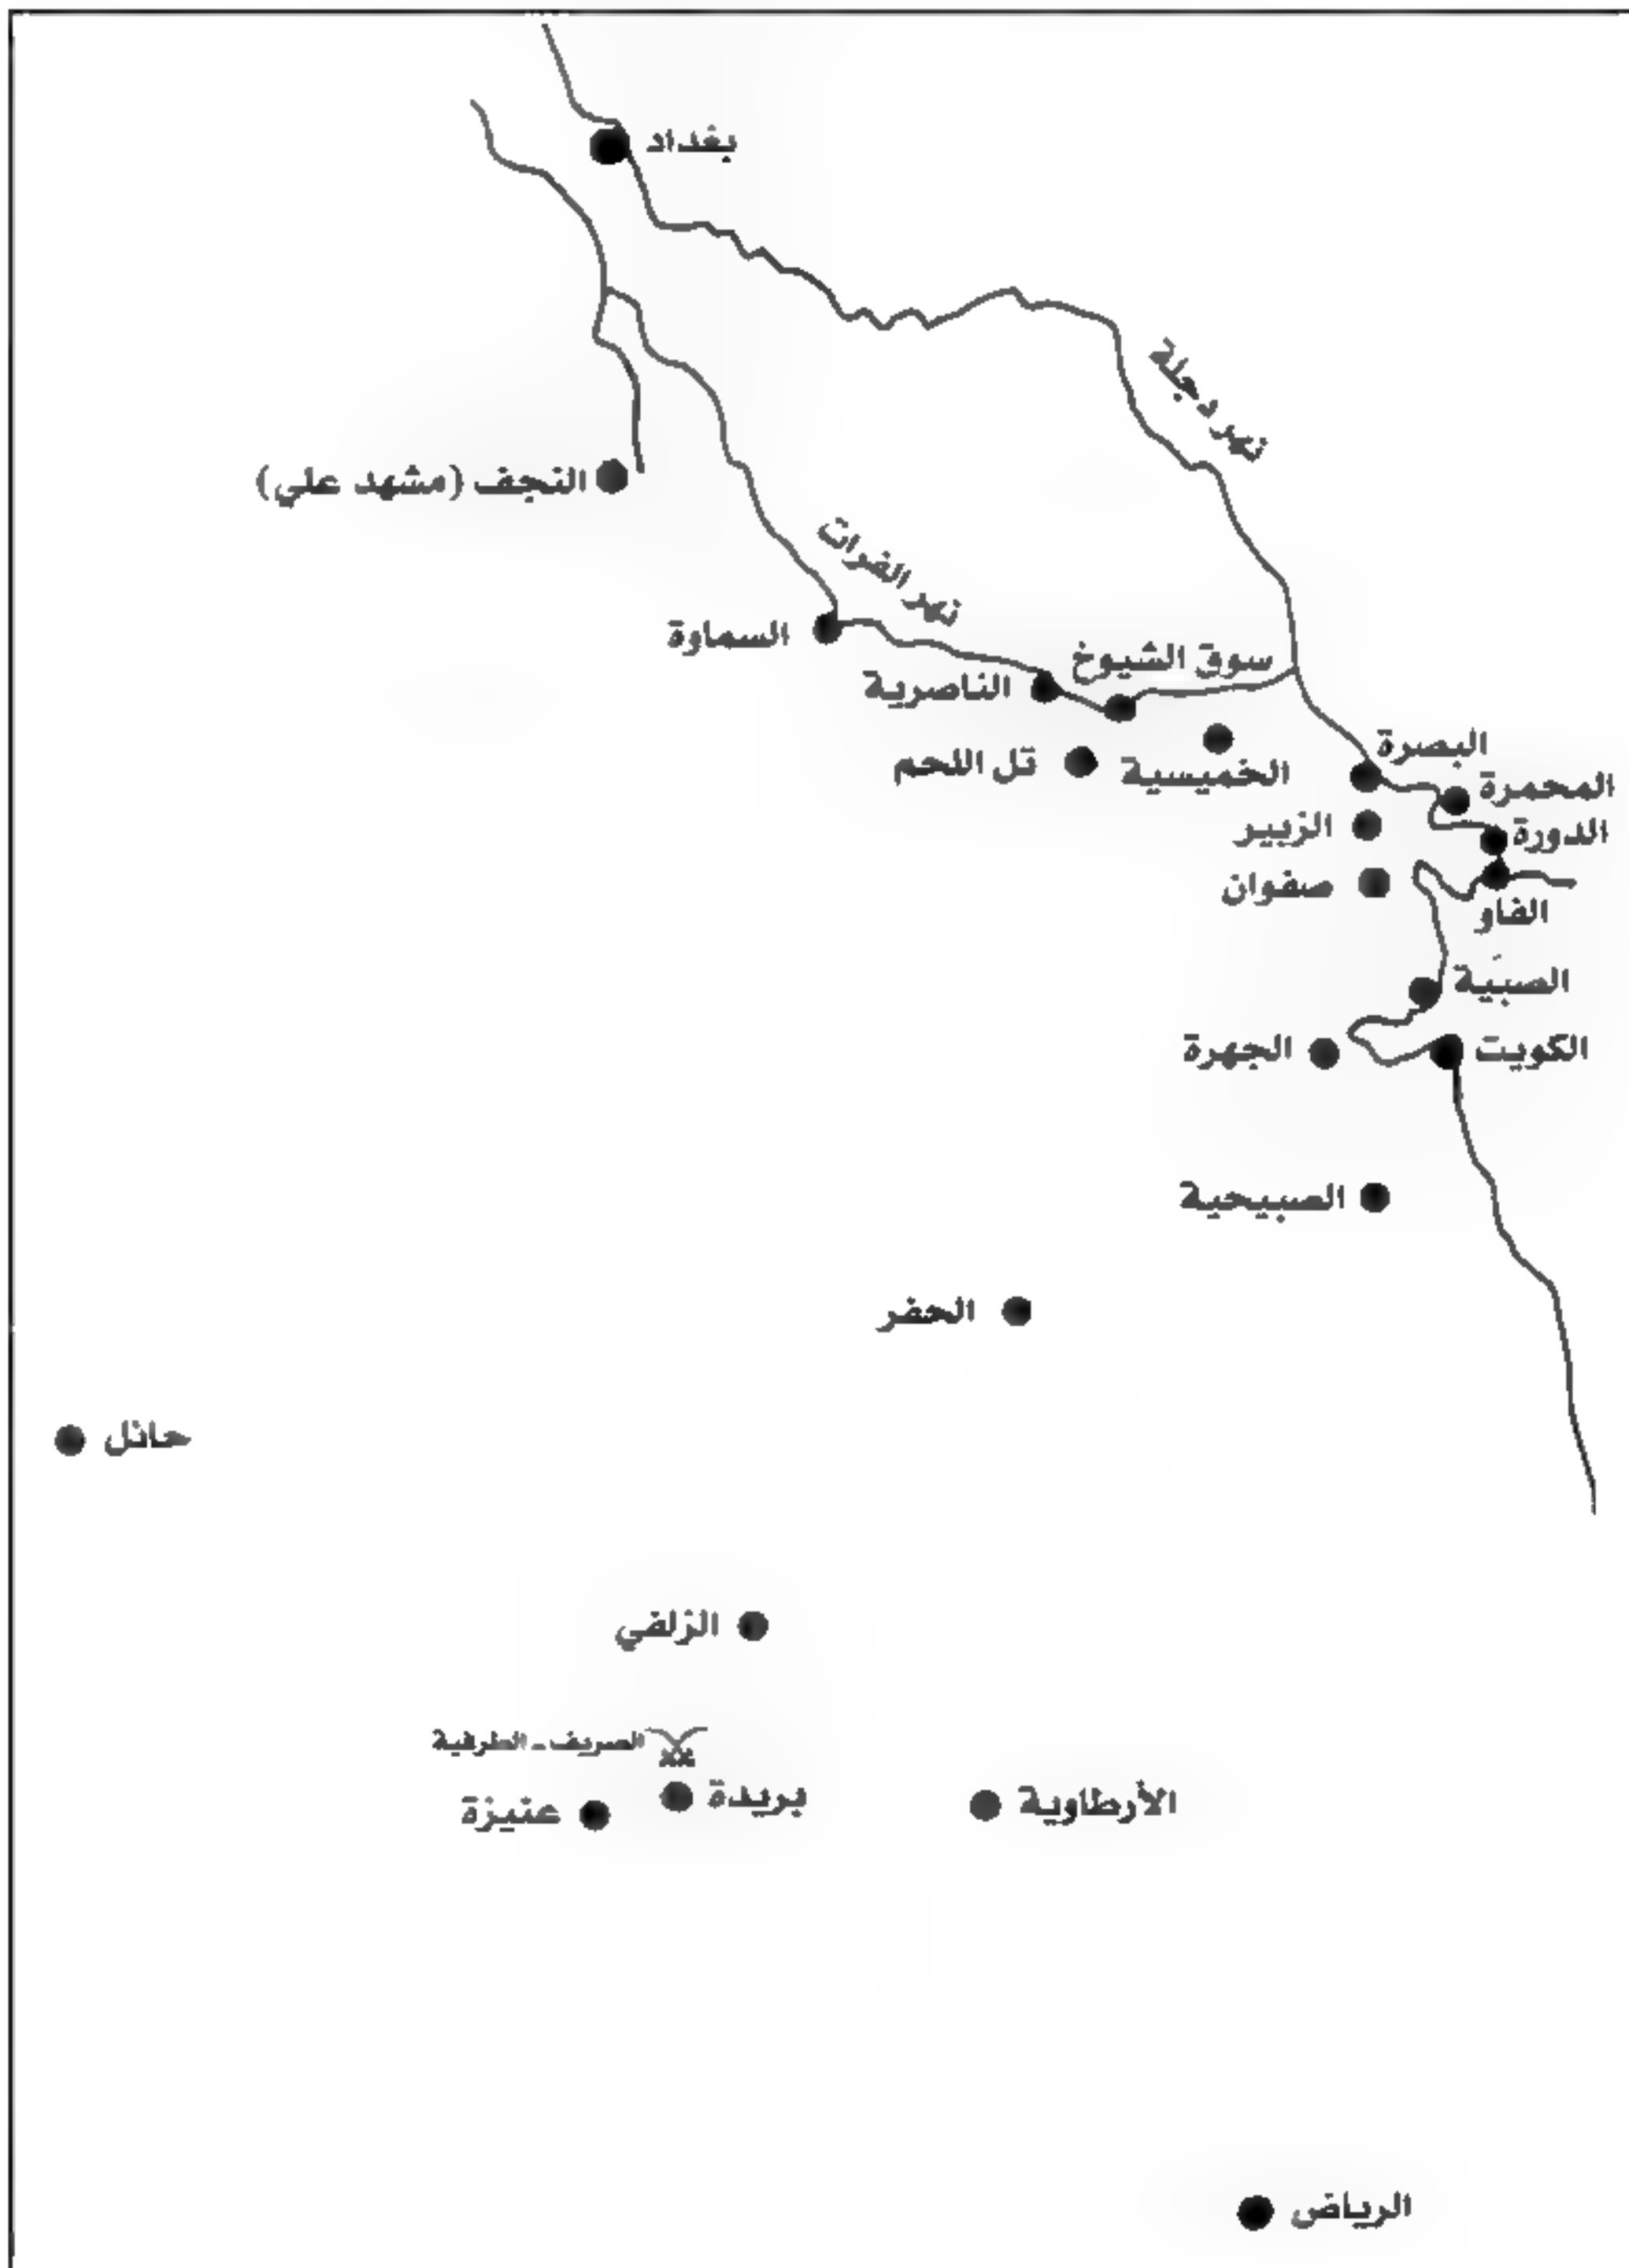 بغداد
نهر دجلة
النجف (مشهد علي)
نهر الفرات
السماوة
سوق الشيوخ
الناصرية
البصرة
تل اللحم
الخميسية
المحمرة
الزبير
الدورة
صفوان
الفاو
الصبيَة
الجهرة
الكويت
الصبيحية
الحفر
حائل
الزلفي
الصريف - الطرفية
بريدة
عنيزة
الأرطاوية
الرياض